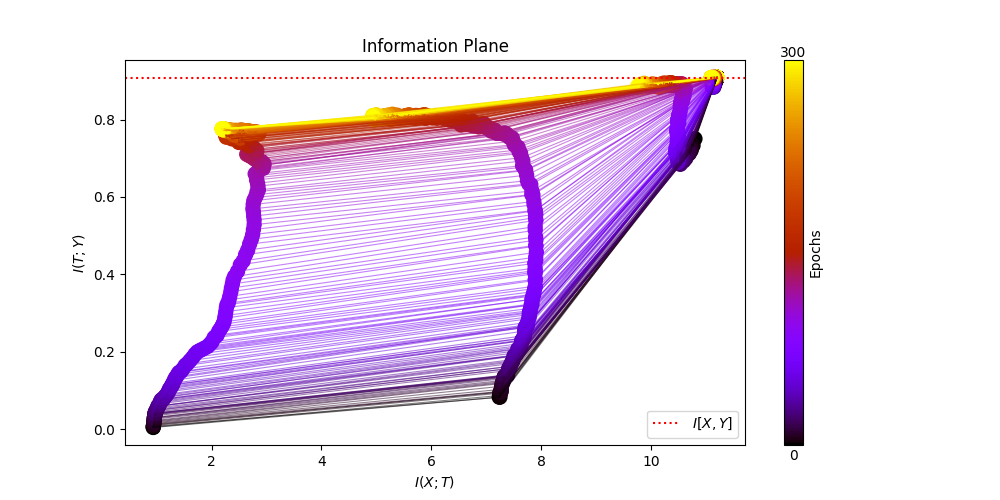 Information Plane
300
0.8
0.6
0.4
0.2
0.0
I(T; Y)
2
4
6
8
10
I(X; T)
I[X, Y]
Epochs
0